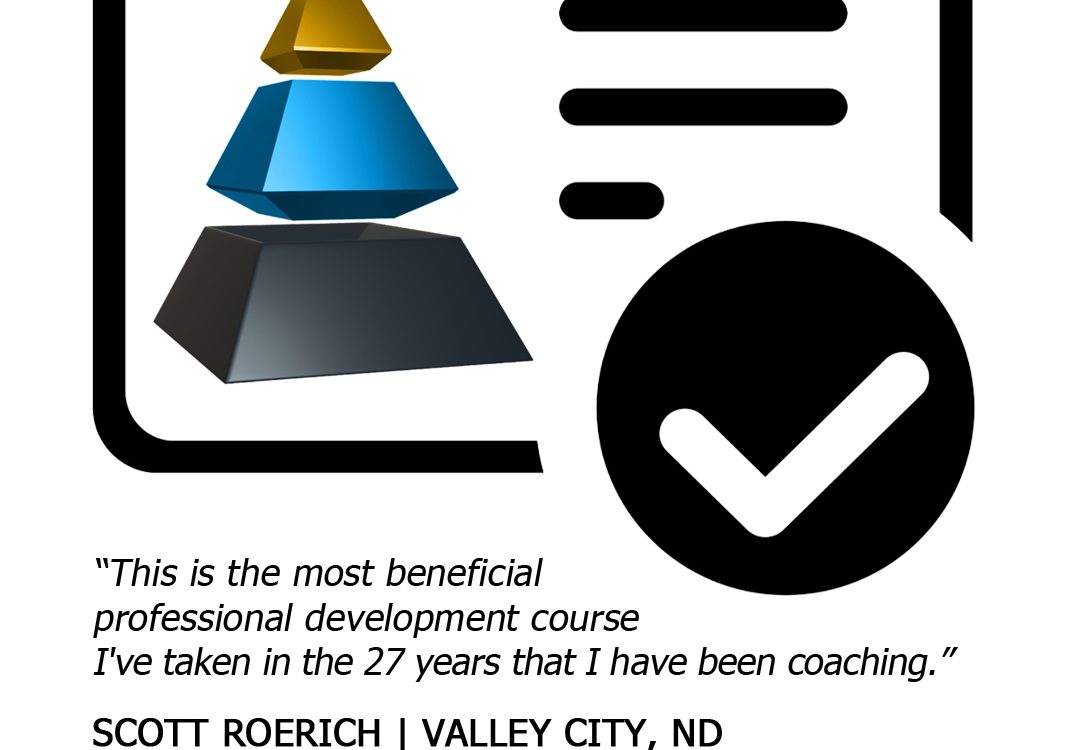 “This is the most beneficial
professional development course
I've taken in the 27 years that I have been coaching.”
SCOTT ROERICH | VALLEY CITY, ND